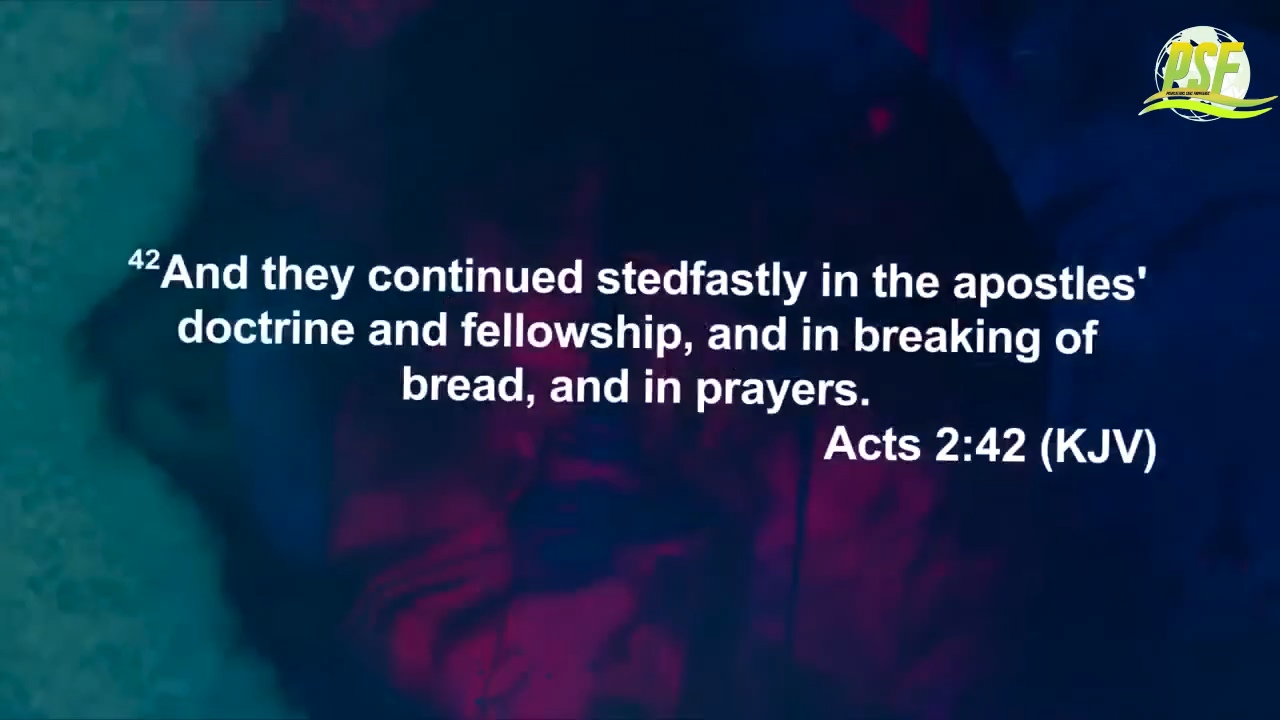 PSF
⁴²And they continued stedfastly in the apostles'
doctrine and fellowship, and in breaking of
bread, and in prayers.
Acts 2:42 (KJV)